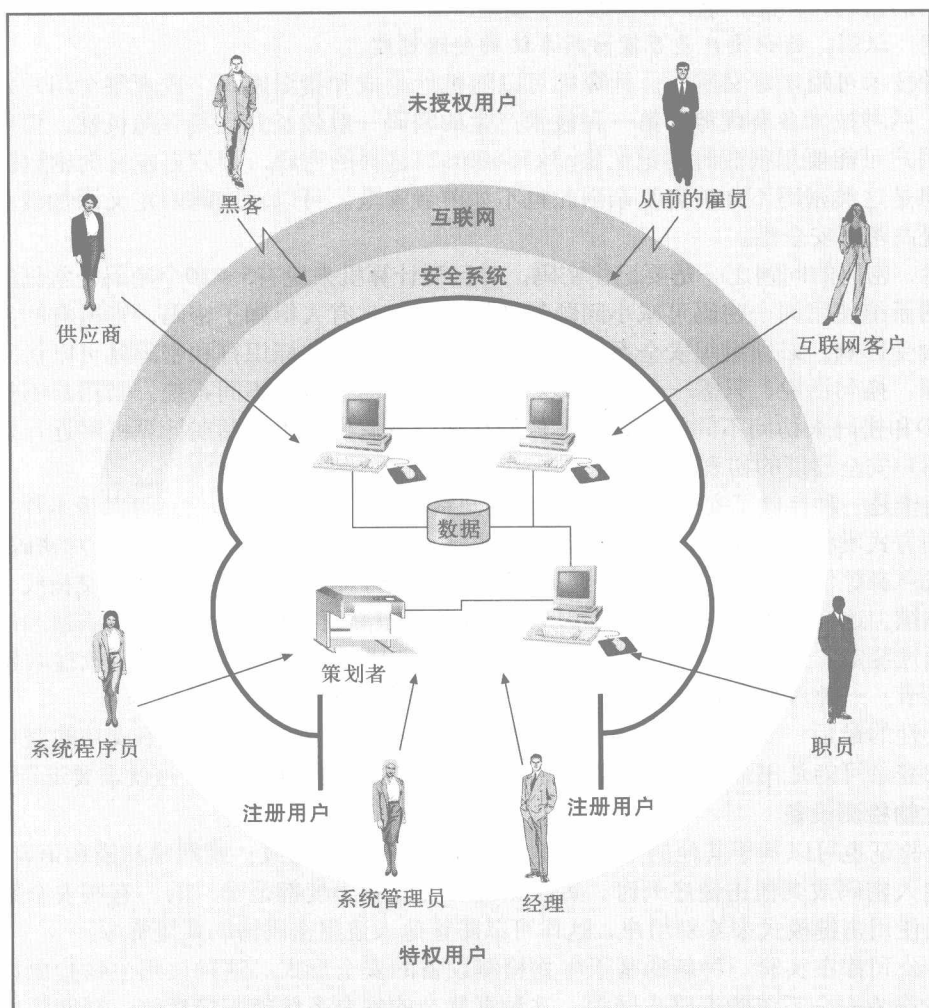 未授权用户
黑客
从前的雇员
互联网
安全系统
供应商
互联网客户
数据
策划者
系统程序员
职员
注册用户
注册用户
系统管理员
经理
特权用户